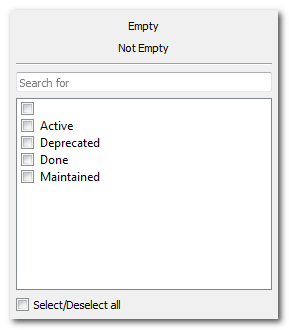 Empty
Not Empty
Search for
Active
Deprecated
Done
Maintained
Select/Deselect all